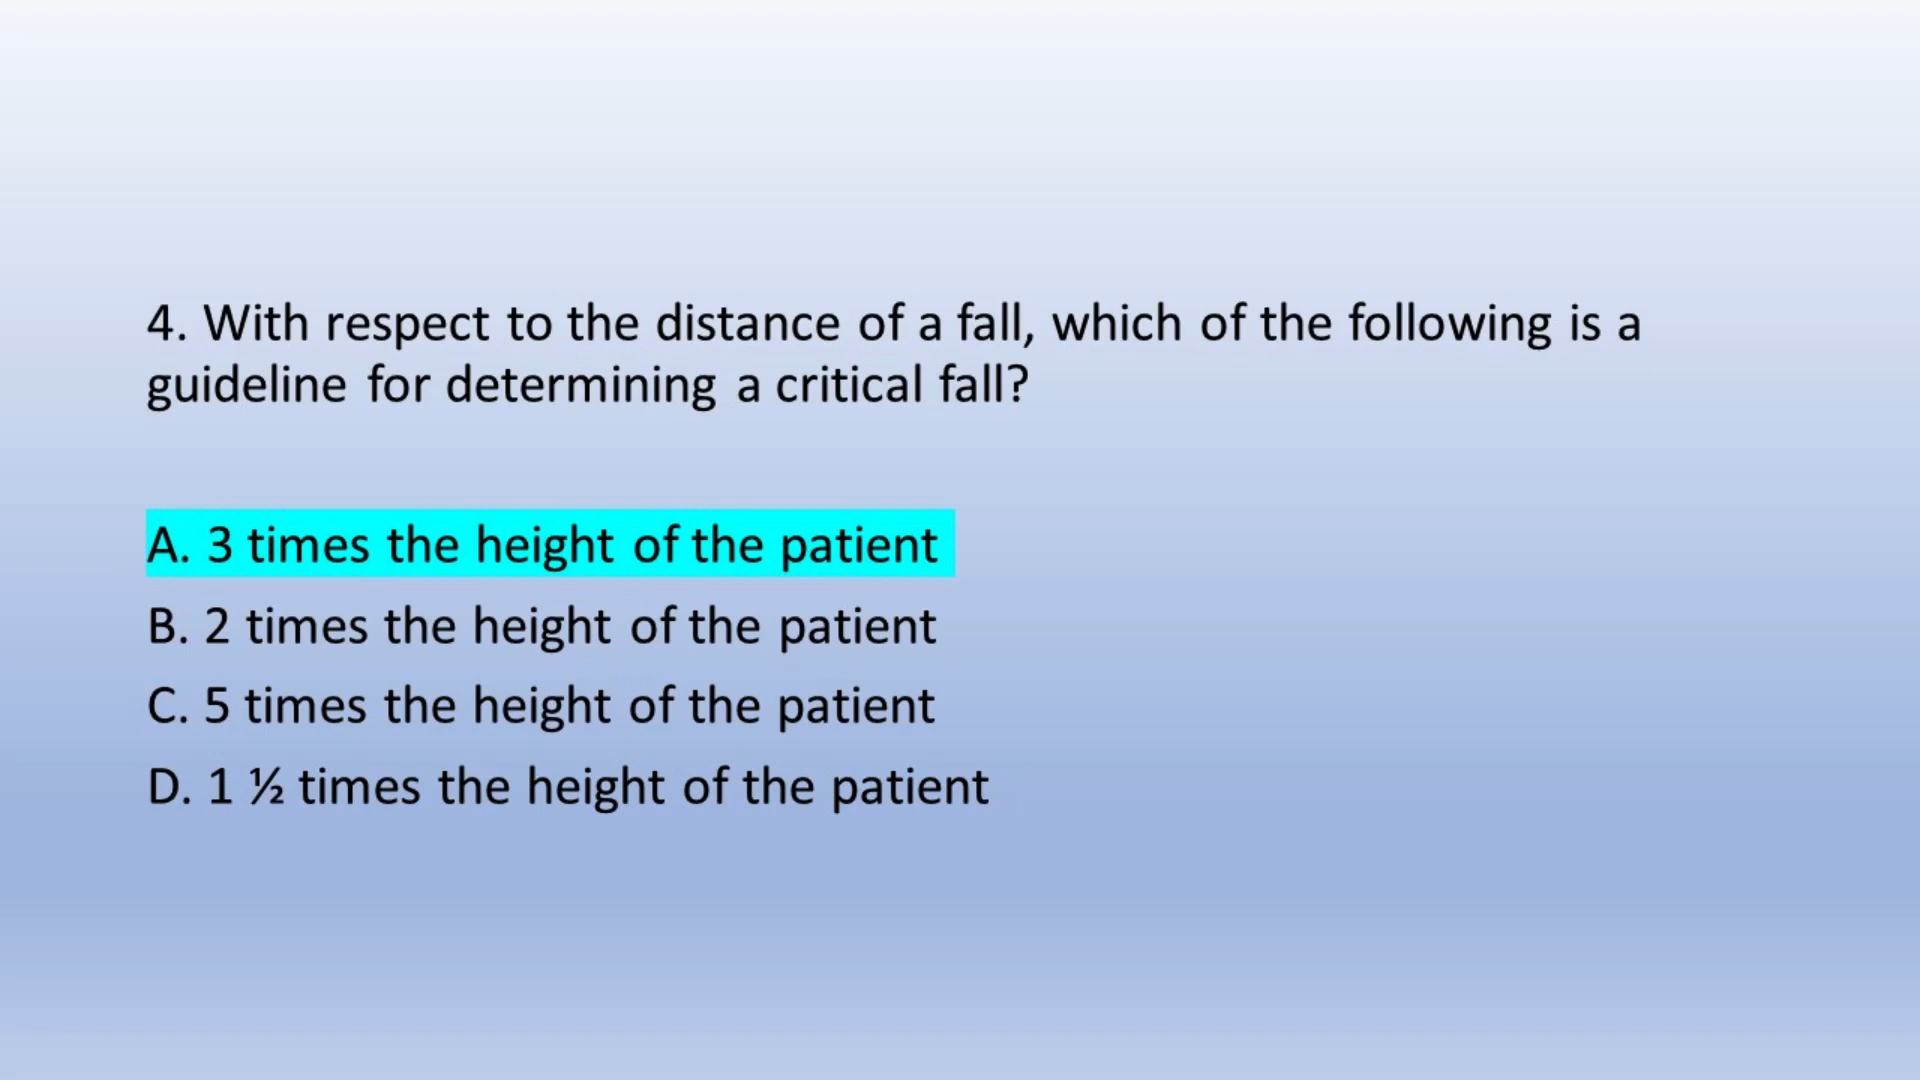 4. With respect to the distance of a fall, which of the following is a
guideline for determining a critical fall?
A. 3 times the height of the patient
B. 2 times the height of the patient
C. 5 times the height of the patient
D. 1 ½ times the height of the patient